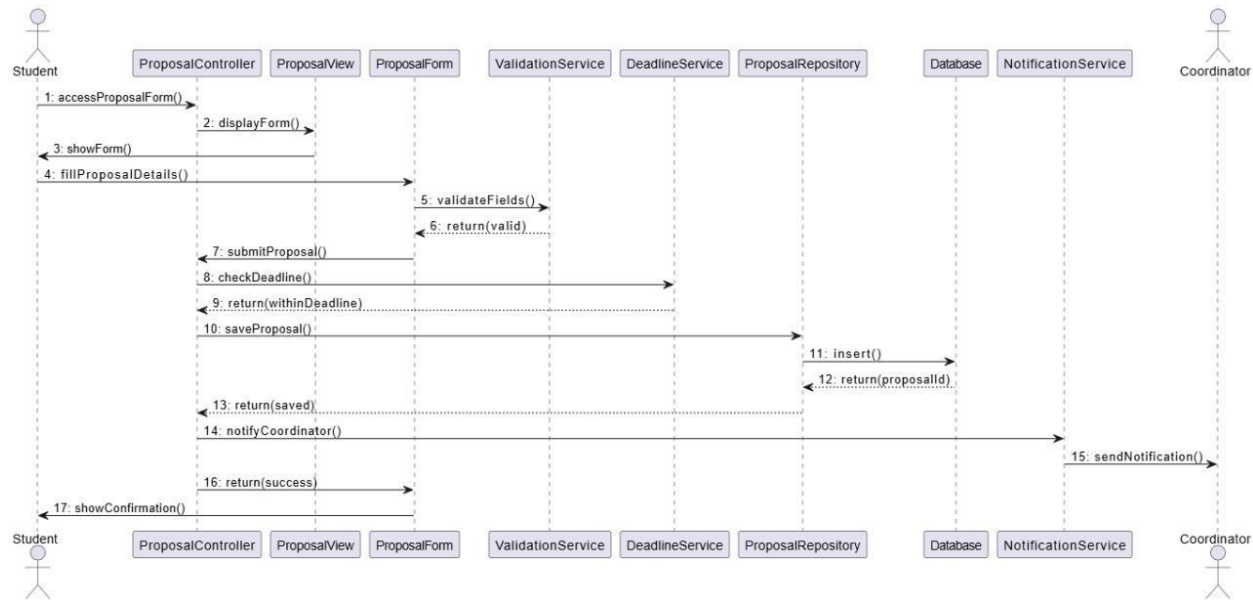 Student
Coordinator
ProposalController
ProposalView
ProposalForm
ValidationService
DeadlineService
ProposalRepository
Database
NotificationService
1: accessProposalForm()
2: displayForm()
3: showForm()
4: fillProposalDetails()
5: validateFields()
6: return(valid)
7: submitProposal()
8: checkDeadline()
9: return(withinDeadline)
10: saveProposal()
11: insert()
12: return(proposalId)
13: return(saved)
14: notifyCoordinator()
15: sendNotification()
16: return(success)
17: showConfirmation()
Student
ProposalController
ProposalView
ProposalForm
ValidationService
DeadlineService
ProposalRepository
Database
NotificationService
Coordinator